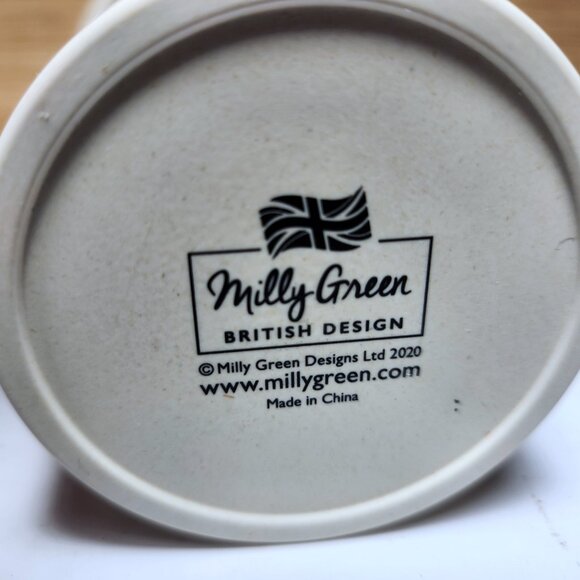 Milly Green
BRITISH DESIGN
© Milly Green Designs Ltd 2020
www.millygreen.com
Made in China